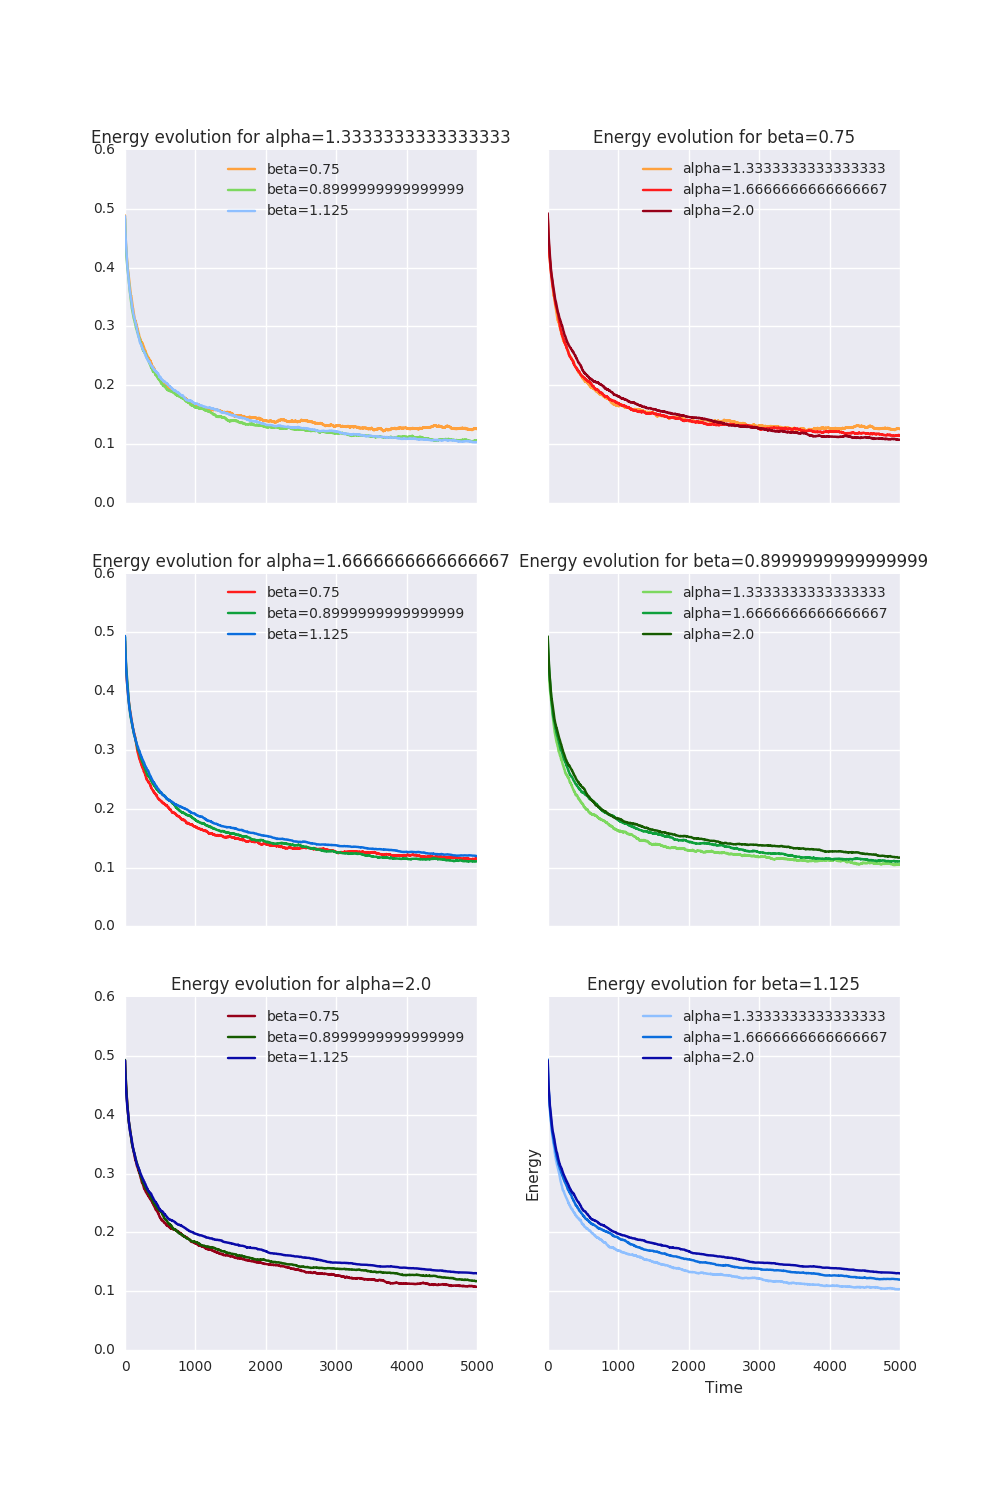 Energy evolution for alpha=1.3333333333333333
0.6
0.5
0.4
0.3
0.2
0.1
0.0
beta=0.75
beta=0.8999999999999999
beta=1.125
Energy evolution for beta=0.75
alpha=1.3333333333333333
alpha=1.6666666666666667
alpha=2.0
Energy evolution for alpha=1.6666666666666667
0.6
0.5
0.4
0.3
0.2
0.1
0.0
beta=0.75
beta=0.8999999999999999
beta=1.125
Energy evolution for beta=0.8999999999999999
alpha=1.3333333333333333
alpha=1.6666666666666667
alpha=2.0
Energy evolution for alpha=2.0
0.6
0.5
0.4
0.3
0.2
0.1
0.0
beta=0.75
beta=0.8999999999999999
beta=1.125
0 1000 2000 3000 4000 5000
Energy evolution for beta=1.125
alpha=1.3333333333333333
alpha=1.6666666666666667
alpha=2.0
Energy
0 1000 2000 3000 4000 5000
Time